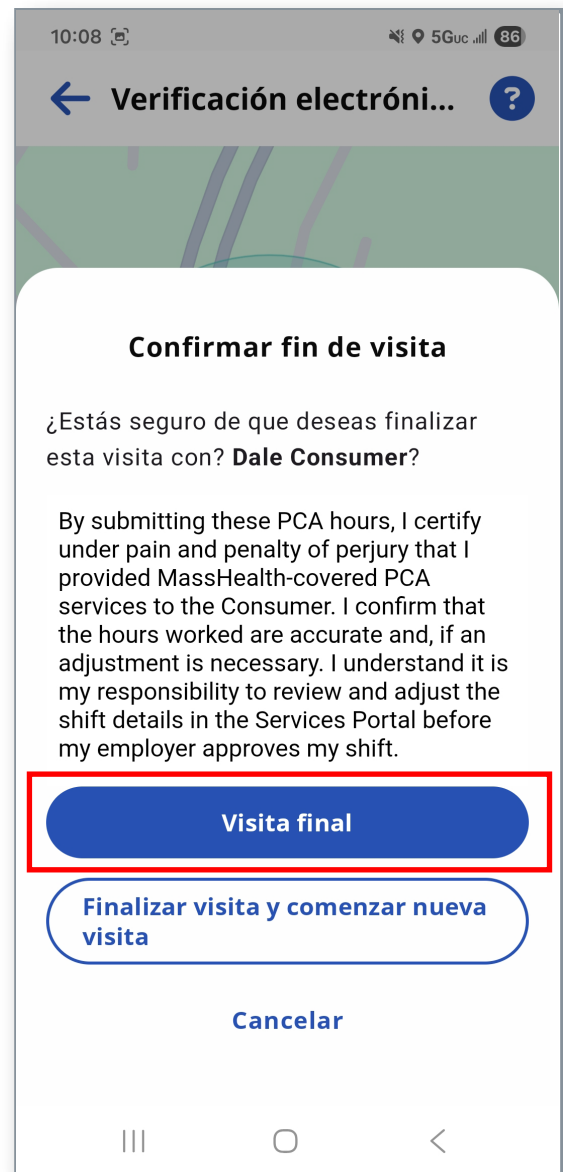 10:08
5Guc
86
Verificación electróni...
?
Confirmar fin de visita
¿Estás seguro de que deseas finalizar
esta visita con? Dale Consumer?
By submitting these PCA hours, I certify
under pain and penalty of perjury that I
provided MassHealth-covered PCA
services to the Consumer. I confirm that
the hours worked are accurate and, if an
adjustment is necessary. I understand it is
my responsibility to review and adjust the
shift details in the Services Portal before
my employer approves my shift.
Visita final
Finalizar visita y comenzar nueva
visita
Cancelar